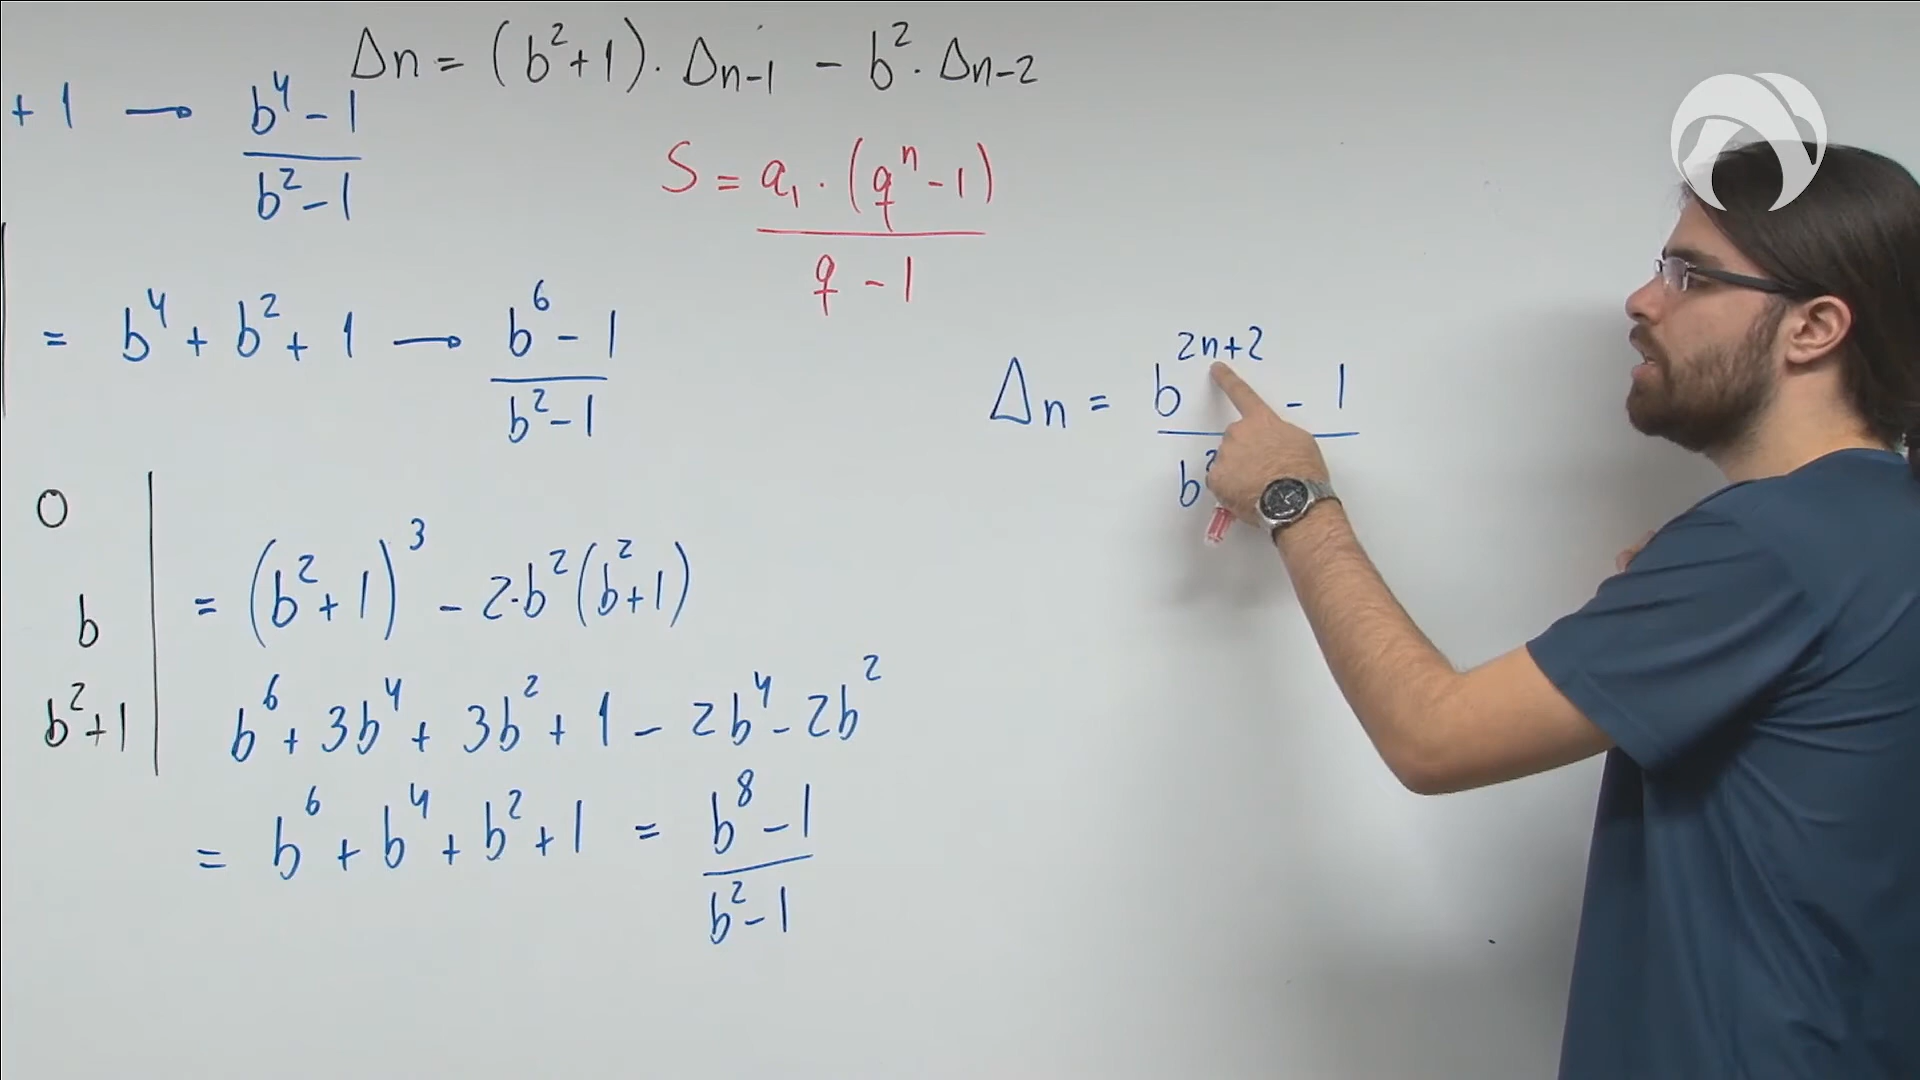 Δn = (b²+1)· Δn-1 - b² · Δn-2
+ 1 → b⁴ - 1
b² - 1
S = a₁ · (qⁿ - 1)
q - 1
= b⁴ + b² + 1 → b⁶ - 1
b² - 1
Δn = b²ⁿ⁺² - 1
b²
0
b
b²+1
= (b² + 1)³ - 2·b² (b²+1)
b⁶ + 3b⁴ + 3b² + 1 - 2b⁴ - 2b²
= b⁶ + b⁴ + b² + 1 = b⁸ - 1
b² - 1